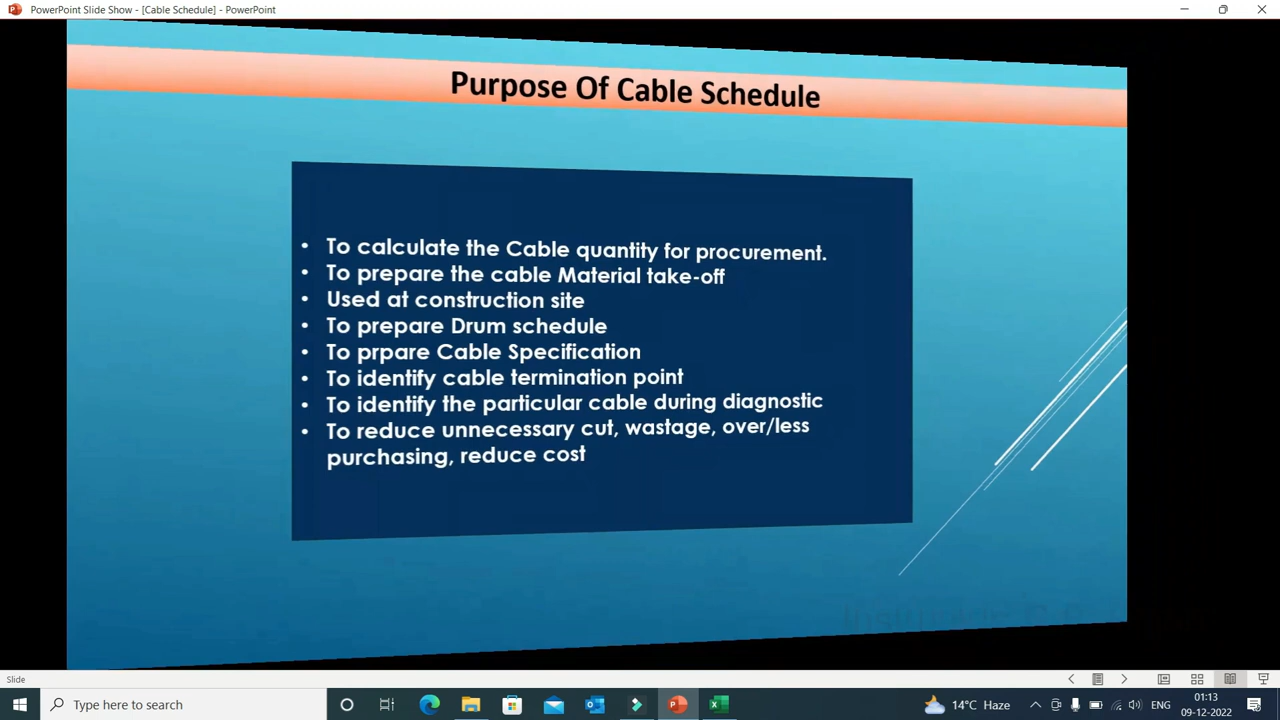 PowerPoint Slide Show - [Cable Schedule] - PowerPoint
Purpose Of Cable Schedule
• To calculate the Cable quantity for procurement.
• To prepare the cable Material take-off
• Used at construction site
• To prepare Drum schedule
• To prpare Cable Specification
• To identify cable termination point
• To identify the particular cable during diagnostic
• To reduce unnecessary cut, wastage, over/less
purchasing, reduce cost
Slide
Type here to search
14°C Haze
ENG
01:13
09-12-2022